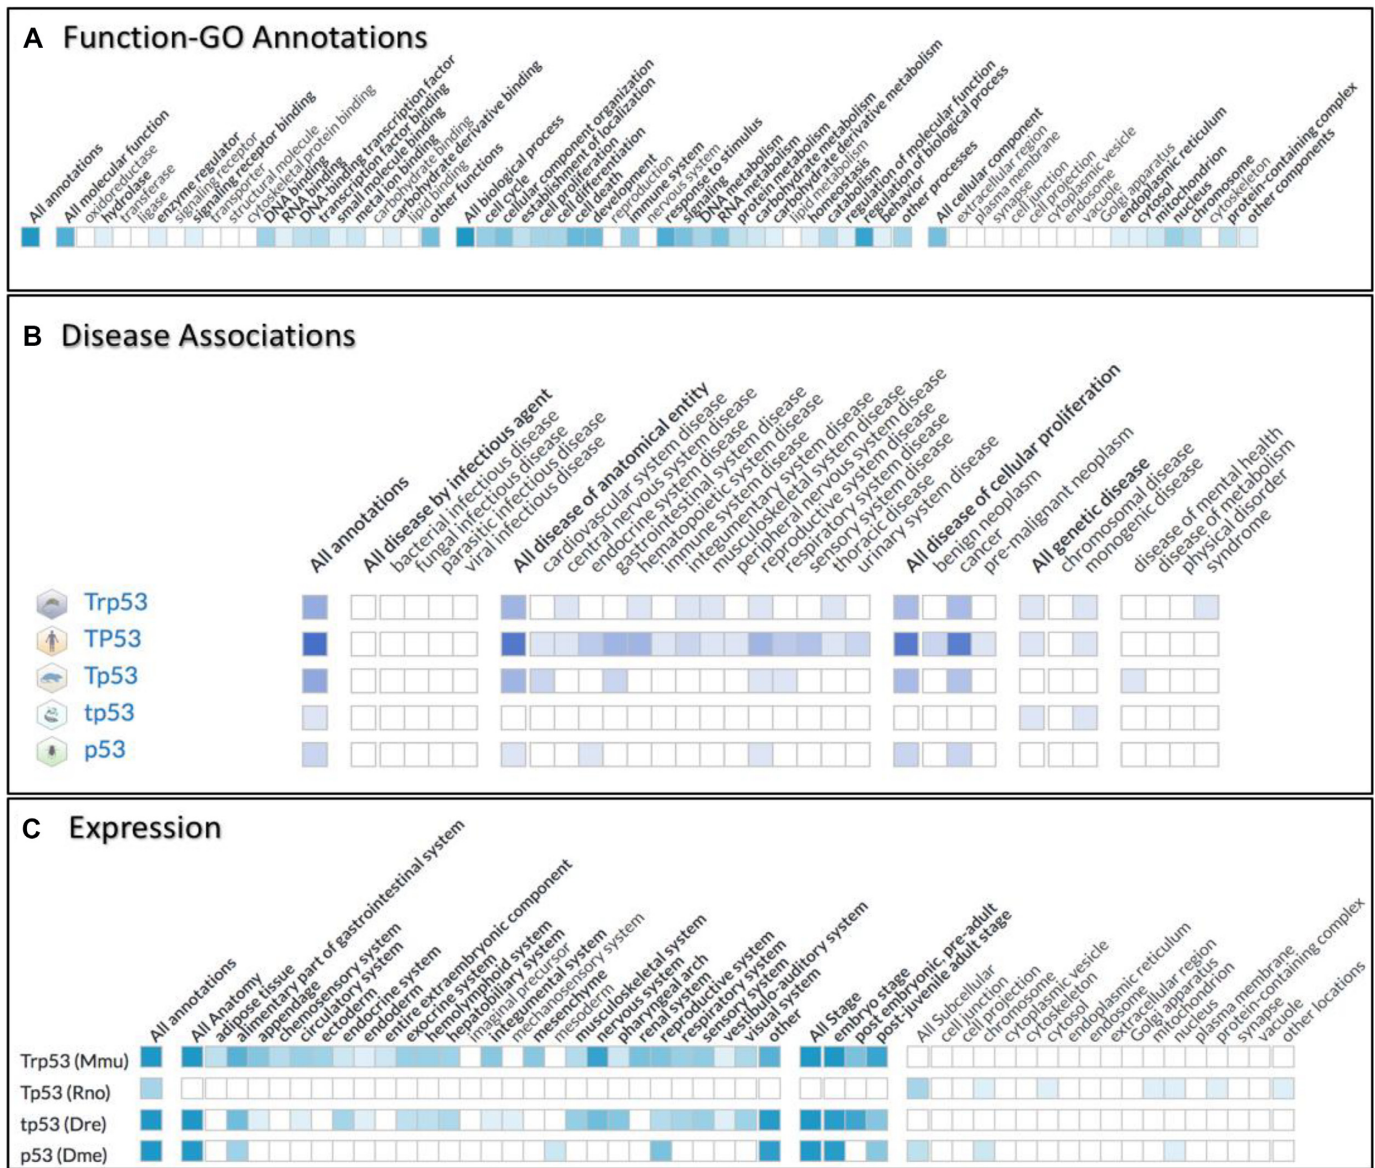 A Function-GO Annotations
All annotations
All molecular function
oxidoreductase
hydrolase
transferase
ligase
enzyme regulator
signaling receptor
signaling receptor binding
transporter
structural molecule
cytoskeletal protein binding
DNA binding
RNA binding
DNA-binding transcription factor
transcription factor binding
small molecule binding
metal ion binding
carbohydrate binding
carbohydrate derivative binding
lipid binding
other functions
All biological process
cell cycle
cellular component organization
establishment of localization
cell proliferation
cell differentiation
cell death
development
reproduction
immune system
nervous system
response to stimulus
signaling
DNA metabolism
RNA metabolism
protein metabolism
carbohydrate metabolism
carbohydrate derivative metabolism
lipid metabolism
homeostasis
catabolism
regulation of molecular function
regulation of biological process
behavior
other processes
All cellular component
extracellular region
plasma membrane
synapse
cell junction
cell projection
cytoplasmic vesicle
endosome
vacuole
Golgi apparatus
endoplasmic reticulum
cytosol
mitochondrion
nucleus
chromosome
cytoskeleton
protein-containing complex
other components
B Disease Associations
All annotations
All disease by infectious agent
bacterial infectious disease
fungal infectious disease
parasitic infectious disease
viral infectious disease
All disease of anatomical entity
cardiovascular system disease
central nervous system disease
endocrine system disease
gastrointestinal system disease
hematopoietic system disease
immune system disease
integumentary system disease
musculoskeletal system disease
peripheral nervous system disease
reproductive system disease
respiratory system disease
sensory system disease
thoracic disease
urinary system disease
All disease of cellular proliferation
benign neoplasm
cancer
pre-malignant neoplasm
All genetic disease
chromosomal disease
monogenic disease
disease of mental health
disease of metabolism
physical disorder
syndrome
Trp53
TP53
Tp53
tp53
p53
C Expression
All annotations
All Anatomy
adipose tissue
alimentary part of gastrointestinal system
appendage
chemosensory system
circulatory system
ectoderm
endocrine system
endoderm
entire extraembryonic component
exocrine system
hemolymphoid system
hepatobiliary system
imaginal precursor
integumental system
mechanosensory system
mesenchyme
mesoderm
musculoskeletal system
nervous system
pharyngeal arch
renal system
reproductive system
respiratory system
sensory system
vestibulo-auditory system
visual system
other
All Stage
embryo stage
post embryonic, pre-adult
post-juvenile adult stage
All Subcellular
cell junction
cell projection
chromosome
cytoplasmic vesicle
cytoskeleton
cytosol
endoplasmic reticulum
endosome
extracellular region
Golgi apparatus
mitochondrion
nucleus
plasma membrane
protein-containing complex
synapse
vacuole
other locations
Trp53 (Mmu)
Tp53 (Rno)
tp53 (Dre)
p53 (Dme)